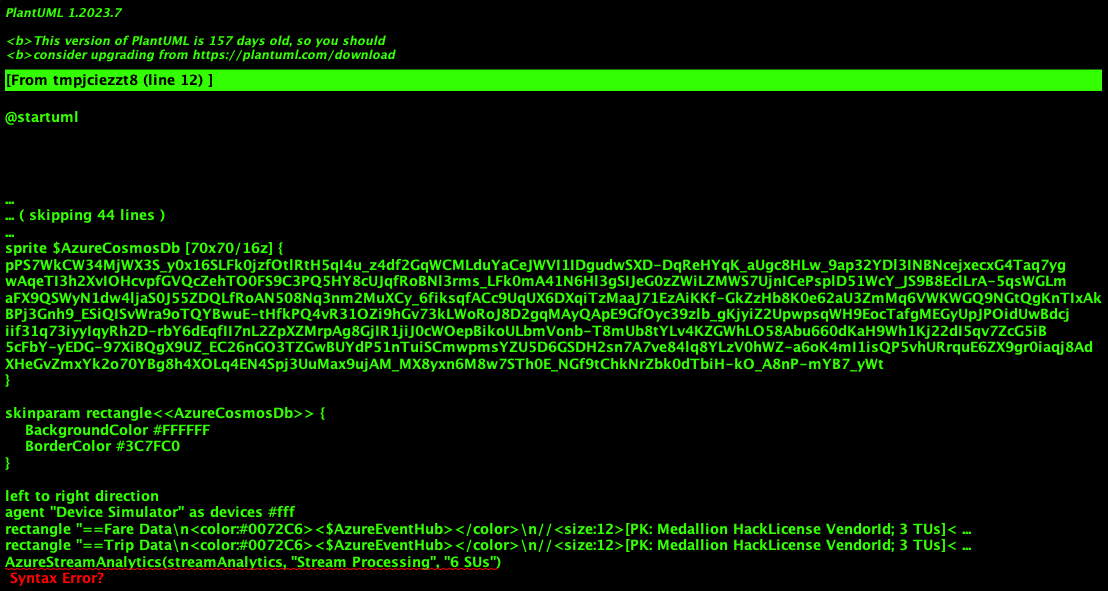 PlantUML 1.2023.7
<b>This version of PlantUML is 157 days old, so you should
<b>consider upgrading from https://plantuml.com/download
[From tmpjciezzt8 (line 12) ]
@startuml
...
... ( skipping 44 lines )
...
sprite $AzureCosmosDb [70x70/16z] {
pPS7WkCW34MjWX3S_y0x16SLFk0jzfOtlRtH5qI4u_z4df2GqWCMLduYaCeJWVI1IDgudwSXD-DqReHYqK_aUgc8HLw_9ap32YDl3INBNcejxecxG4Taq7yg
wAqeTI3h2XvIOHcvpfGVQcZehTO0FS9C3PQ5HY8cUJqfRoBNI3rms_LFk0mA41N6Hl3gSIJeG0zZWiLZMWS7UjnICePspID51WcY_JS9B8EclLrA-5qsWGLm
aFX9QSWyN1dw4IjaS0J55ZDQLfRoAN508Nq3nm2MuXCy_6fiksqfACc9UqUX6DXqiTzMaaJ71EzAiKKf-GkZzHb8K0e62aU3ZmMq6VWKWGQ9NGtQgKnTIxAk
BPj3Gnh9_ESiQISvWra9oTQYBwuE-tHfkPQ4vR31OZi9hGv73kLWoRoJ8D2gqMAyQApE9GfOyc39zIb_gKjyiZ2UpwpsqWH9EocTafgMEGyUpJPOidUwBdcj
iif31q73iyyIqyRh2D-rbY6dEqfII7nL2ZpXZMrpAg8GjIR1jiJ0cWOepBikoULbmVonb-T8mUb8tYLv4KZGWhLO58Abu660dKaH9Wh1Kj22dI5qv7ZcG5iB
5cFbY-yEDG-97XiBQgX9UZ_EC26nGO3TZGwBUYdP51nTuiSCmwpmsYZU5D6GSDH2sn7A7ve84Iq8YLzV0hWZ-a6oK4mI1isQP5vhURrquE6ZX9gr0iaqj8Ad
XHeGvZmxYk2o70YBg8h4XOLq4EN4Spj3UuMax9ujAM_MX8yxn6M8w7STh0E_NGf9tChkNrZbk0dTbiH-kO_A8nP-mYB7_yWt
}
skinparam rectangle<<AzureCosmosDb>> {
BackgroundColor #FFFFFF
BorderColor #3C7FC0
}
left to right direction
agent "Device Simulator" as devices #fff
rectangle "==Fare Data\n<color:#0072C6><$AzureEventHub></color>\n//<size:12>[PK: Medallion HackLicense VendorId; 3 TUs]< ...
rectangle "==Trip Data\n<color:#0072C6><$AzureEventHub></color>\n//<size:12>[PK: Medallion HackLicense VendorId; 3 TUs]< ...
AzureStreamAnalytics(streamAnalytics, "Stream Processing", "6 SUs")
Syntax Error?